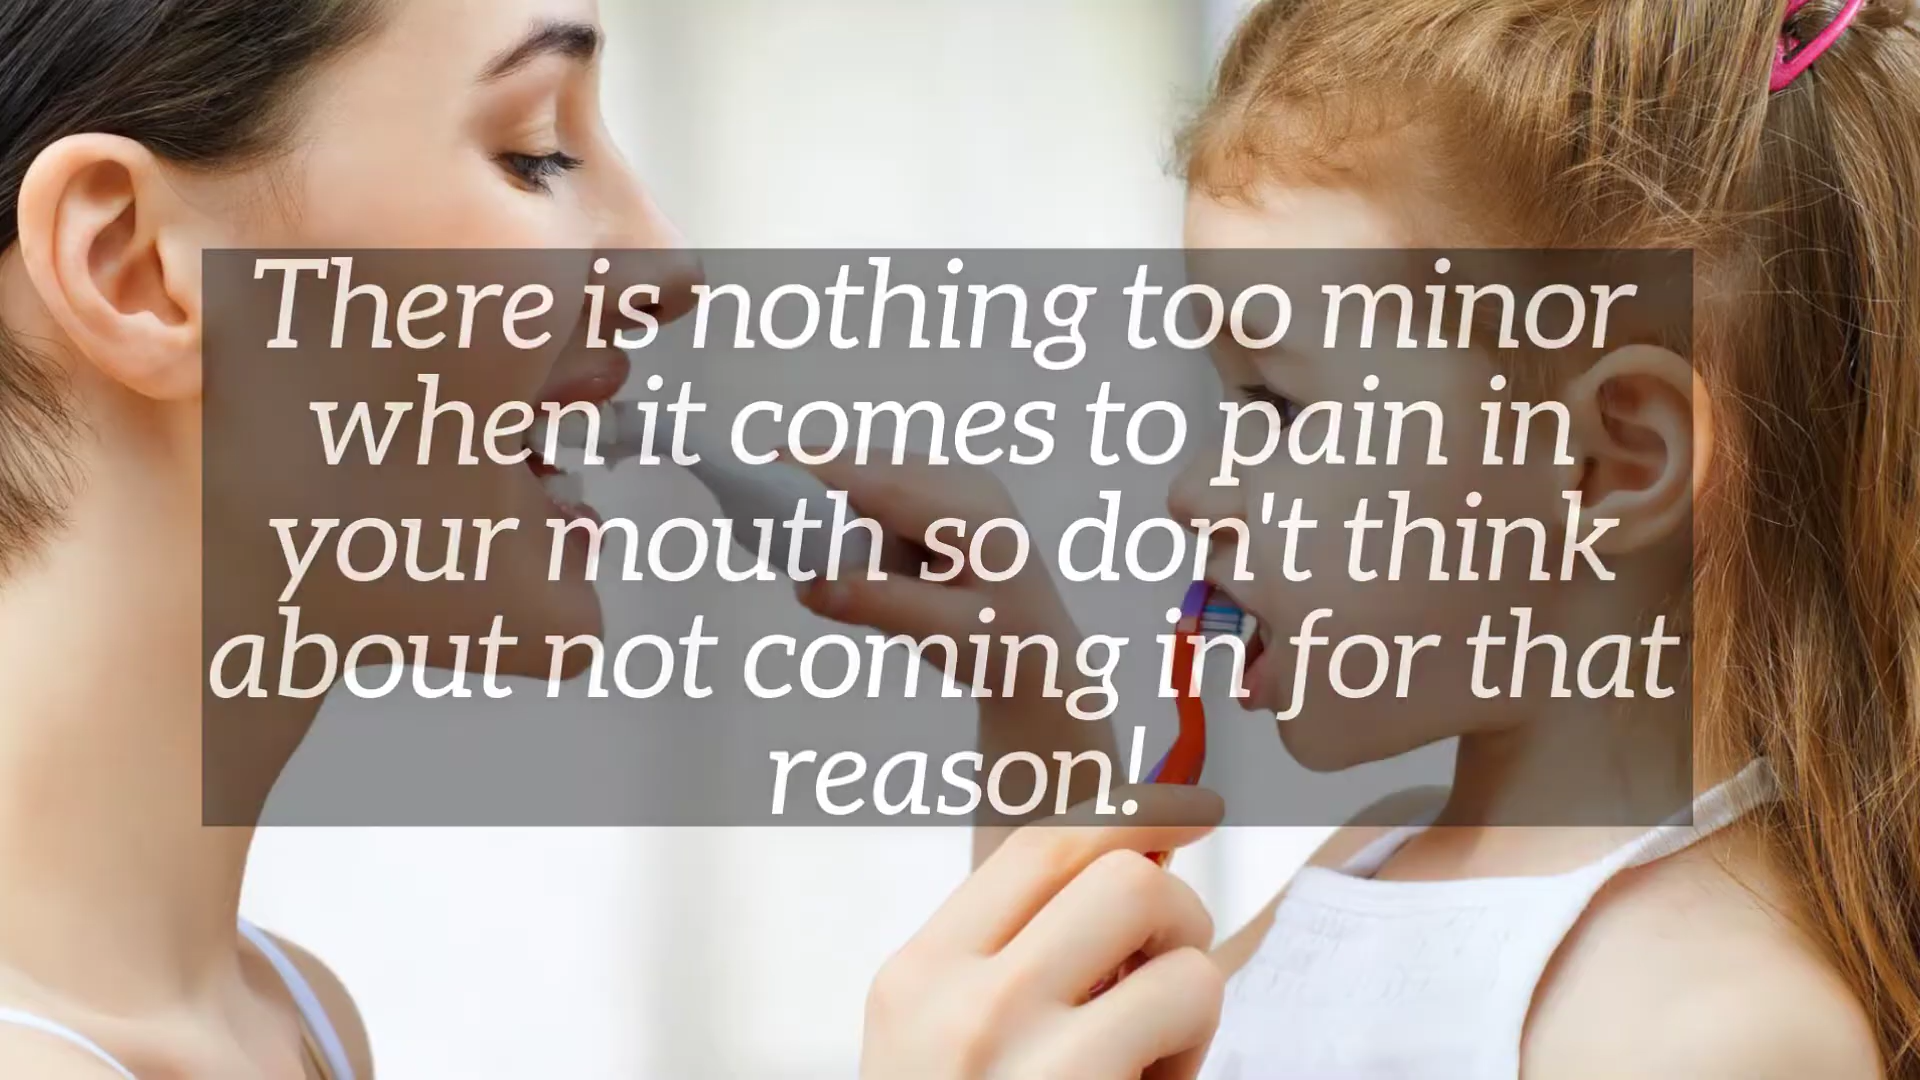 There is nothing too minor
when it comes to pain in
your mouth so don't think
about not coming in for that
reason!